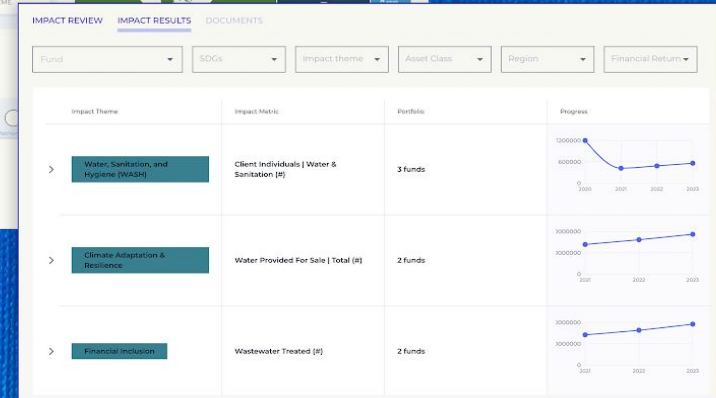 IMPACT REVIEW IMPACT RESULTS DOCUMENTS
Fund SDGs Impact theme Asset Class Region Financial Return
Impact Theme Impact Metric Portfolio Progress
Water, Sanitation, and
Hygiene (WASH)
Client Individuals | Water &
Sanitation (#)
3 funds
1200000
600000
0
2020 2021 2022 2023
Climate Adaptation &
Resilience
Water Provided For Sale | Total (#)
2 funds
0
2021 2022 2023
Financial Inclusion
Wastewater Treated (#)
2 funds
0
2021 2022 2023